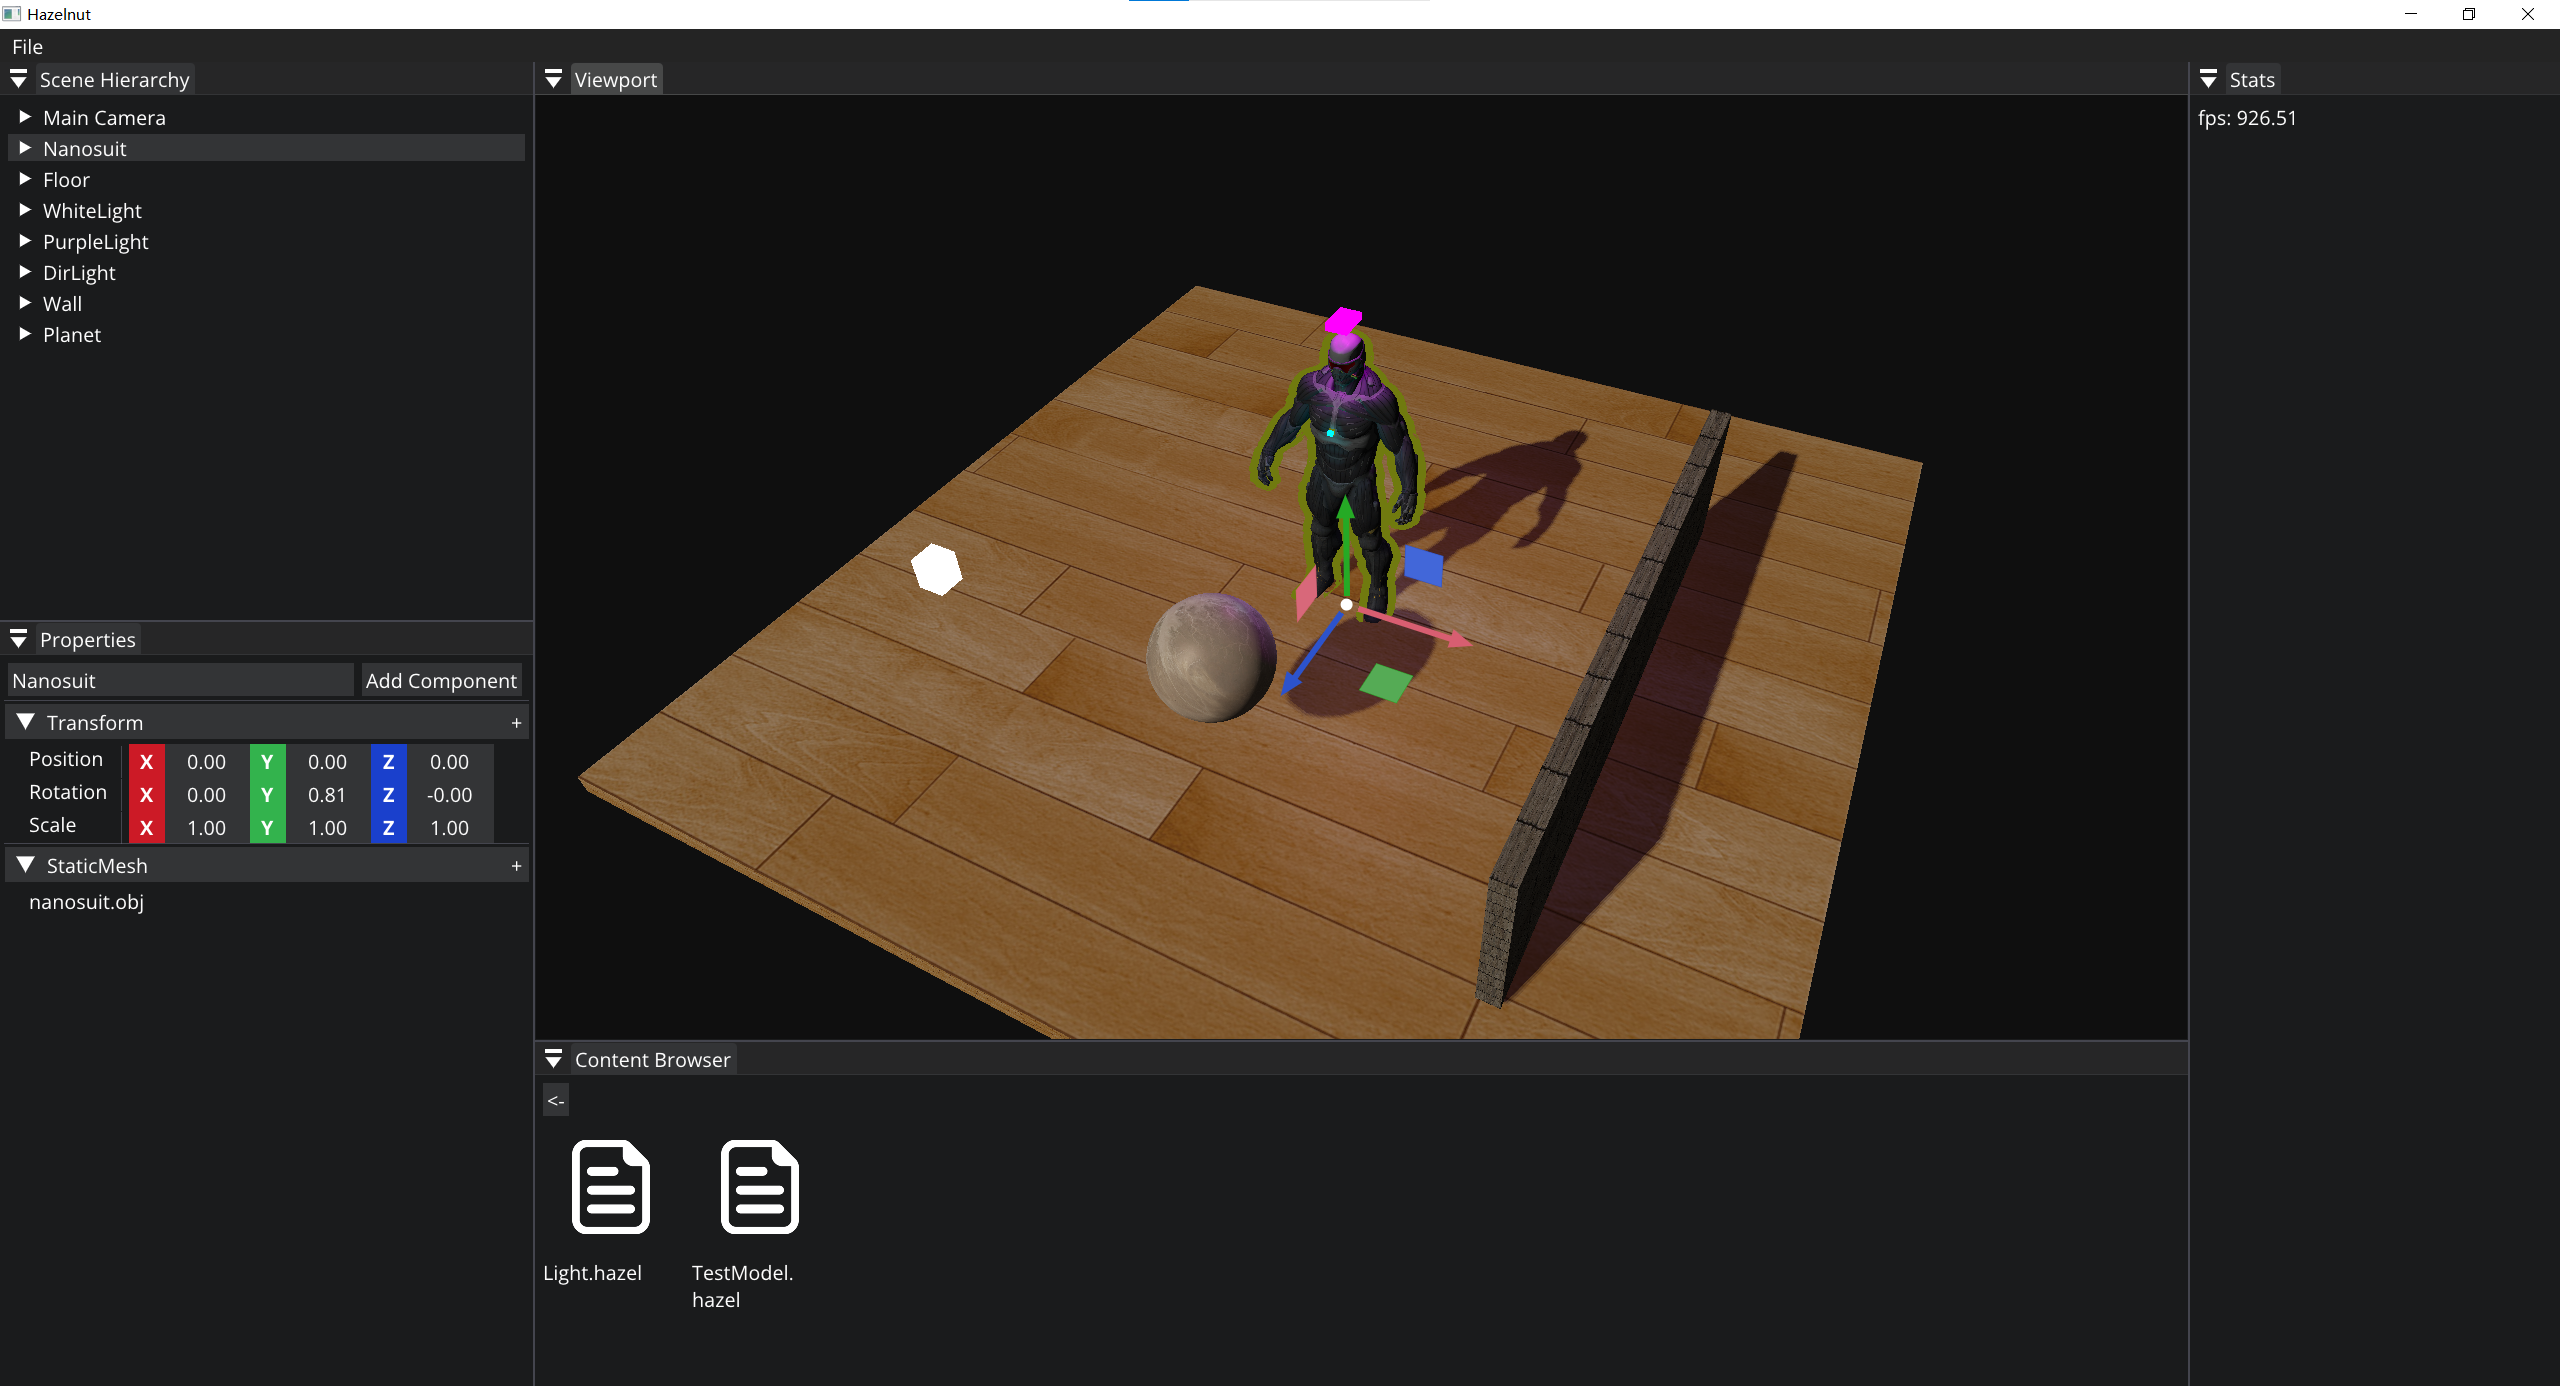 Hazelnut
File
Scene Hierarchy
Main Camera
Nanosuit
Floor
WhiteLight
PurpleLight
DirLight
Wall
Planet
Properties
Nanosuit Add Component
Transform +
Position X 0.00 Y 0.00 Z 0.00
Rotation X 0.00 Y 0.81 Z -0.00
Scale X 1.00 Y 1.00 Z 1.00
StaticMesh +
nanosuit.obj
Viewport
Content Browser
<-
Light.hazel
TestModel.
hazel
Stats
fps: 926.51